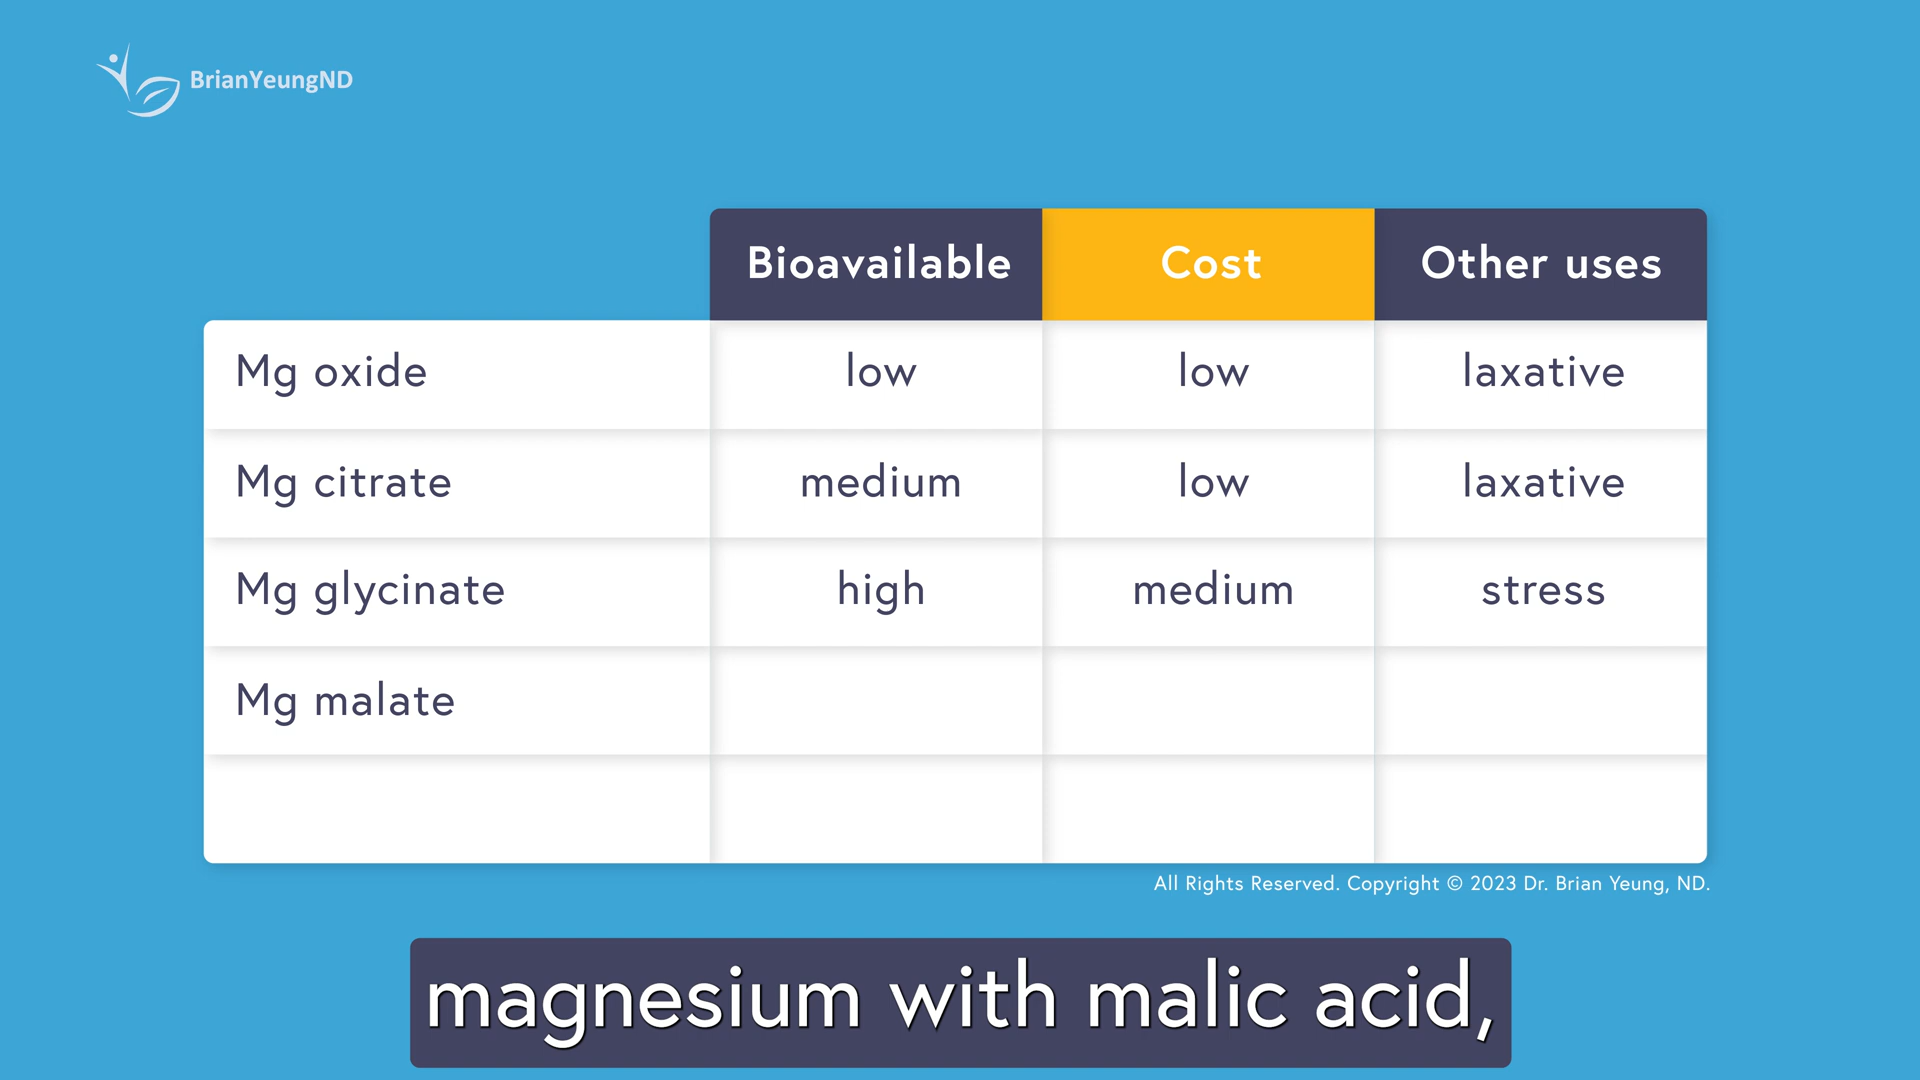 BrianYeungND
Bioavailable Cost Other uses
Mg oxide low low laxative
Mg citrate medium low laxative
Mg glycinate high medium stress
Mg malate
All Rights Reserved. Copyright © 2023 Dr. Brian Yeung, ND.
magnesium with malic acid,